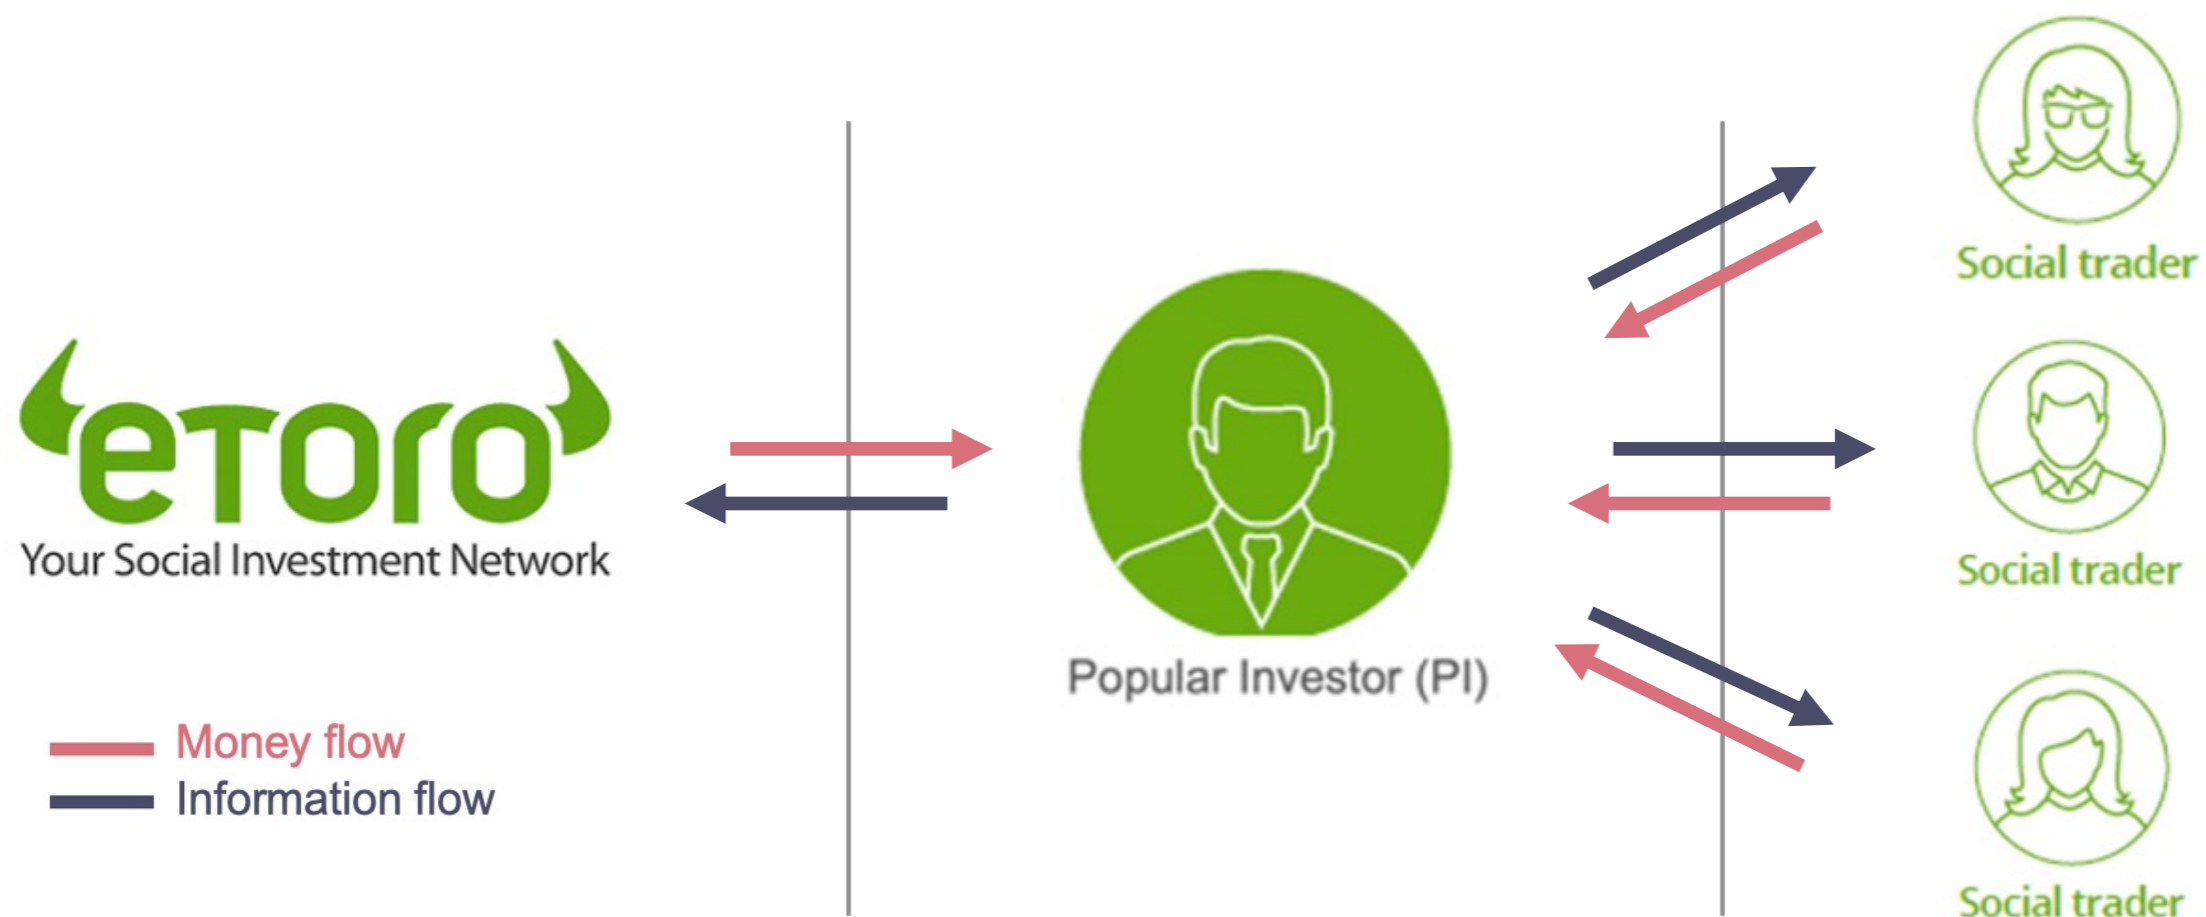 eToro
Your Social Investment Network
Money flow
Information flow
Popular Investor (PI)
Social trader
Social trader
Social trader